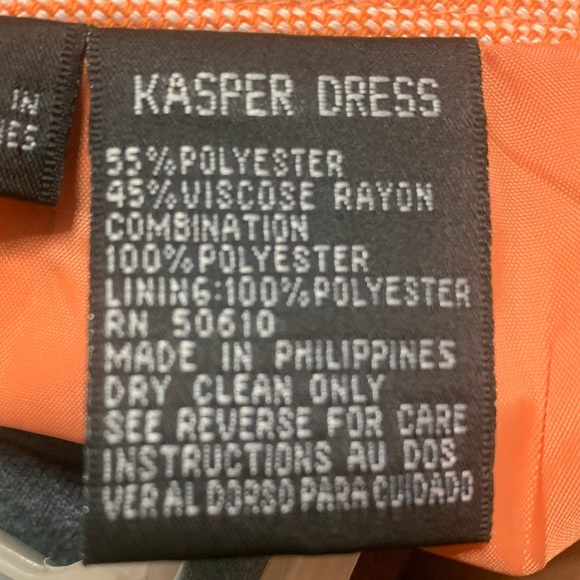 IN
KASPER DRESS
55%POLYESTER
45%VISCOSE RAYON
COMBINATION
100%POLYESTER
LINING:100%POLYESTER
RN 50610
MADE IN PHILIPPINES
DRY CLEAN ONLY
SEE REVERSE FOR CARE
INSTRUCTIONS AU DOS
VER AL DORSO PARA CUIDADO